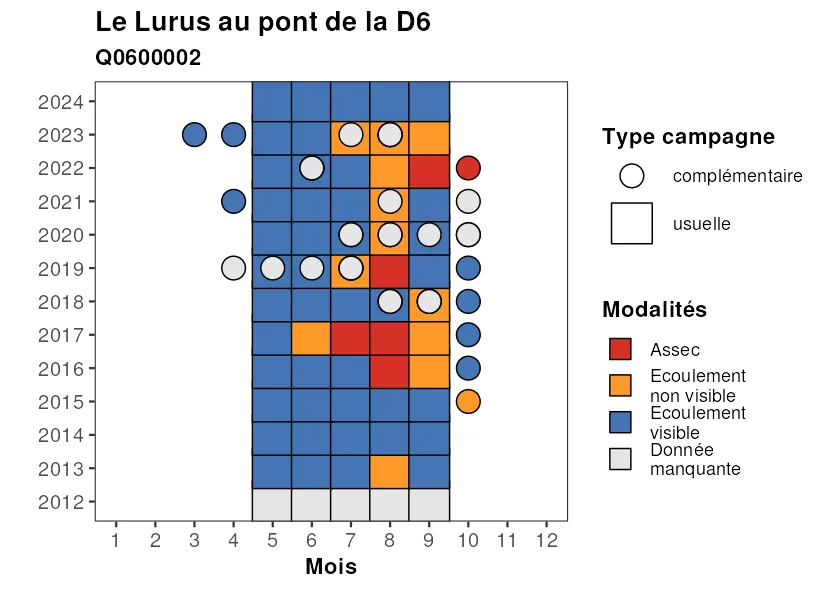 Le Lurus au pont de la D6
Q0600002
2024
2023
2022
2021
2020
2019
2018
2017
2016
2015
2014
2013
2012
1 2 3 4 5 6 7 8 9 10 11 12
Mois
Type campagne
complémentaire
usuelle
Modalités
Assec
Ecoulement
non visible
Ecoulement
visible
Donnée
manquante